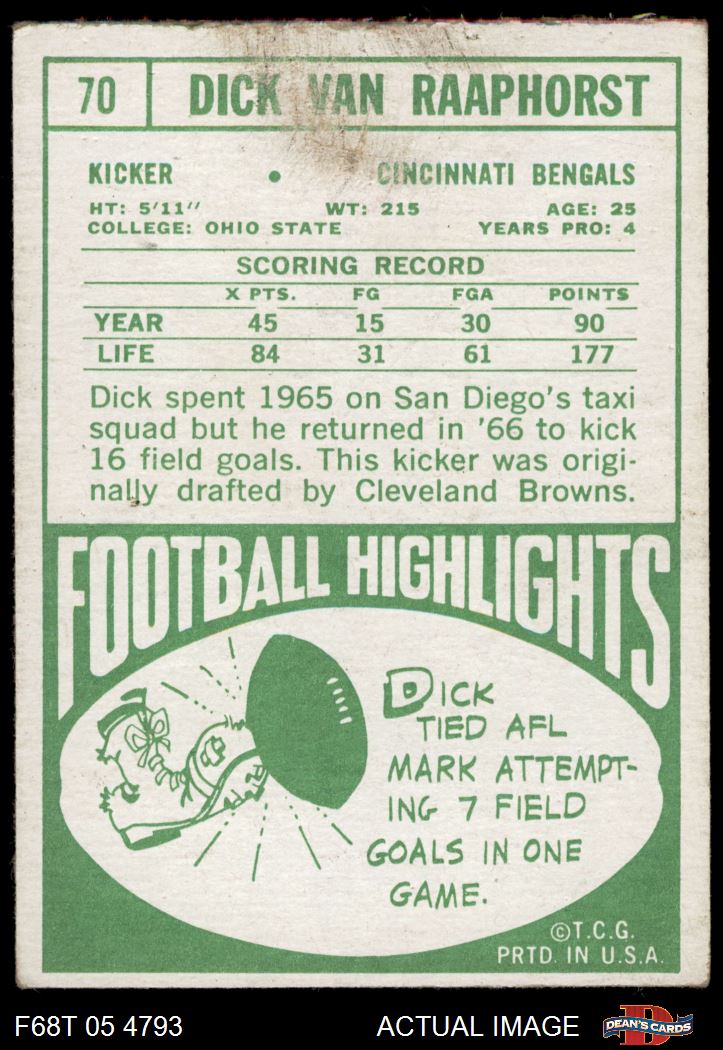 70 DICK VAN RAAPHORST
KICKER • CINCINNATI BENGALS
HT: 5'11" WT: 215 AGE: 25
COLLEGE: OHIO STATE YEARS PRO: 4
SCORING RECORD
X PTS. FG FGA POINTS
YEAR 45 15 30 90
LIFE 84 31 61 177
Dick spent 1965 on San Diego's taxi
squad but he returned in '66 to kick
16 field goals. This kicker was origi-
nally drafted by Cleveland Browns.
FOOTBALL HIGHLIGHTS
DICK
TIED AFL
MARK ATTEMPT-
ING 7 FIELD
GOALS IN ONE
GAME.
©T.C.G.
PRTD. IN U.S.A.
F68T 05 4793 ACTUAL IMAGE DEAN'S CARDS